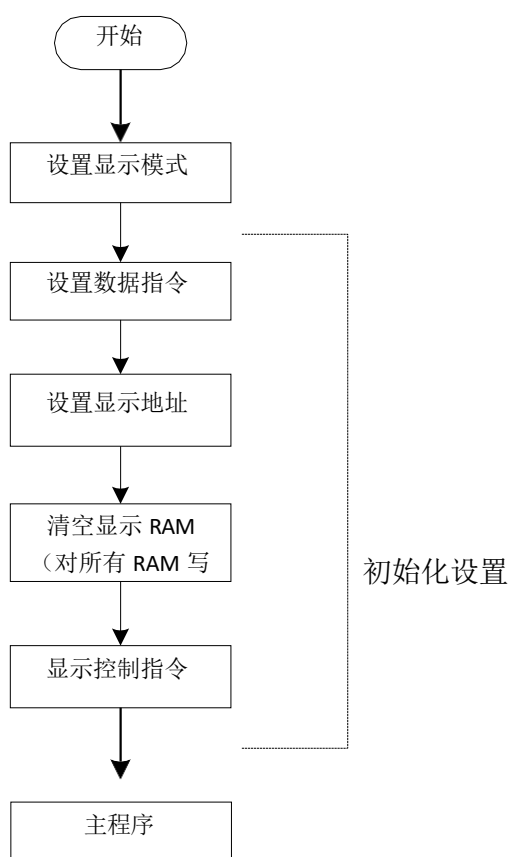 开始
设置显示模式
设置数据指令
设置显示地址
清空显示 RAM
（对所有 RAM 写
初始化设置
显示控制指令
主程序